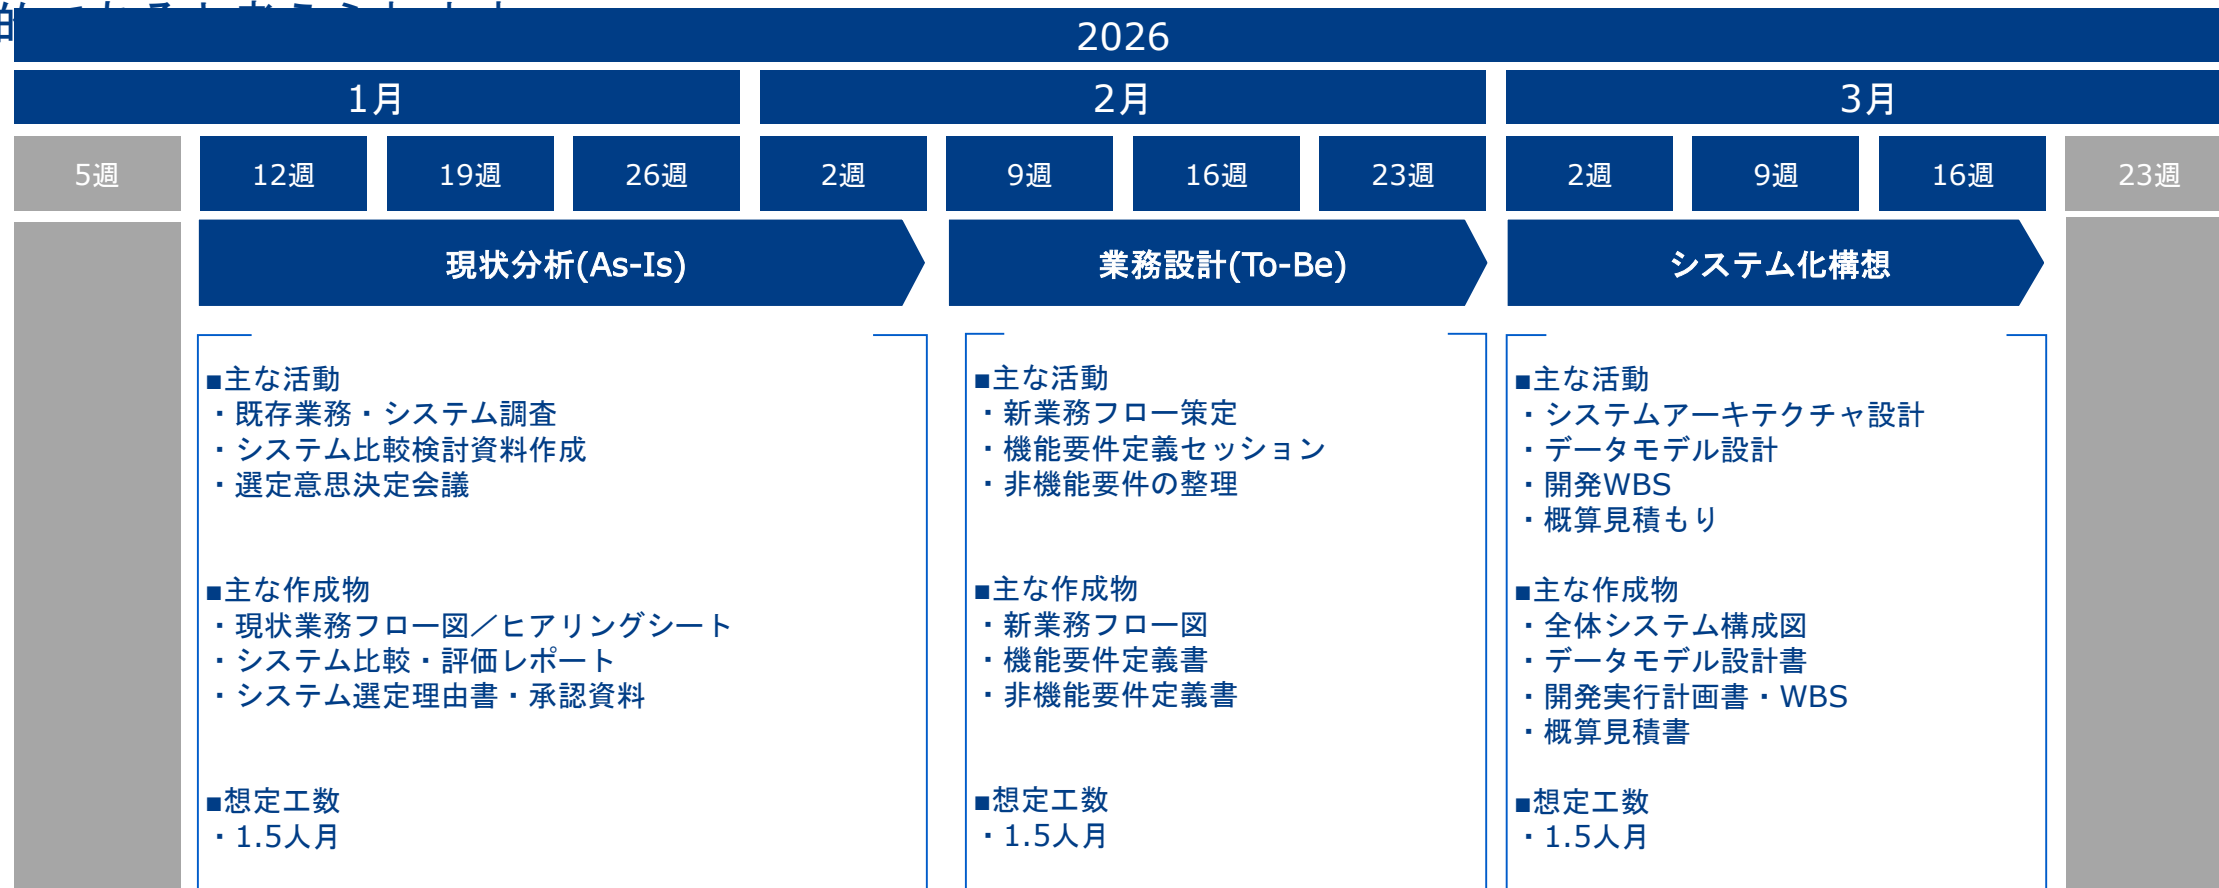 2026
1月
2月
3月
5週
12週
19週
26週
2週
9週
16週
23週
2週
9週
16週
23週
現状分析(As-Is)
業務設計(To-Be)
システム化構想
■主な活動
・既存業務・システム調査
・システム比較検討資料作成
・選定意思決定会議
■主な作成物
・現状業務フロー図／ヒアリングシート
・システム比較・評価レポート
・システム選定理由書・承認資料
■想定工数
・1.5人月
■主な活動
・新業務フロー策定
・機能要件定義セッション
・非機能要件の整理
■主な作成物
・新業務フロー図
・機能要件定義書
・非機能要件定義書
■想定工数
・1.5人月
■主な活動
・システムアーキテクチャ設計
・データモデル設計
・開発WBS
・概算見積もり
■主な作成物
・全体システム構成図
・データモデル設計書
・開発実行計画書・WBS
・概算見積書
■想定工数
・1.5人月